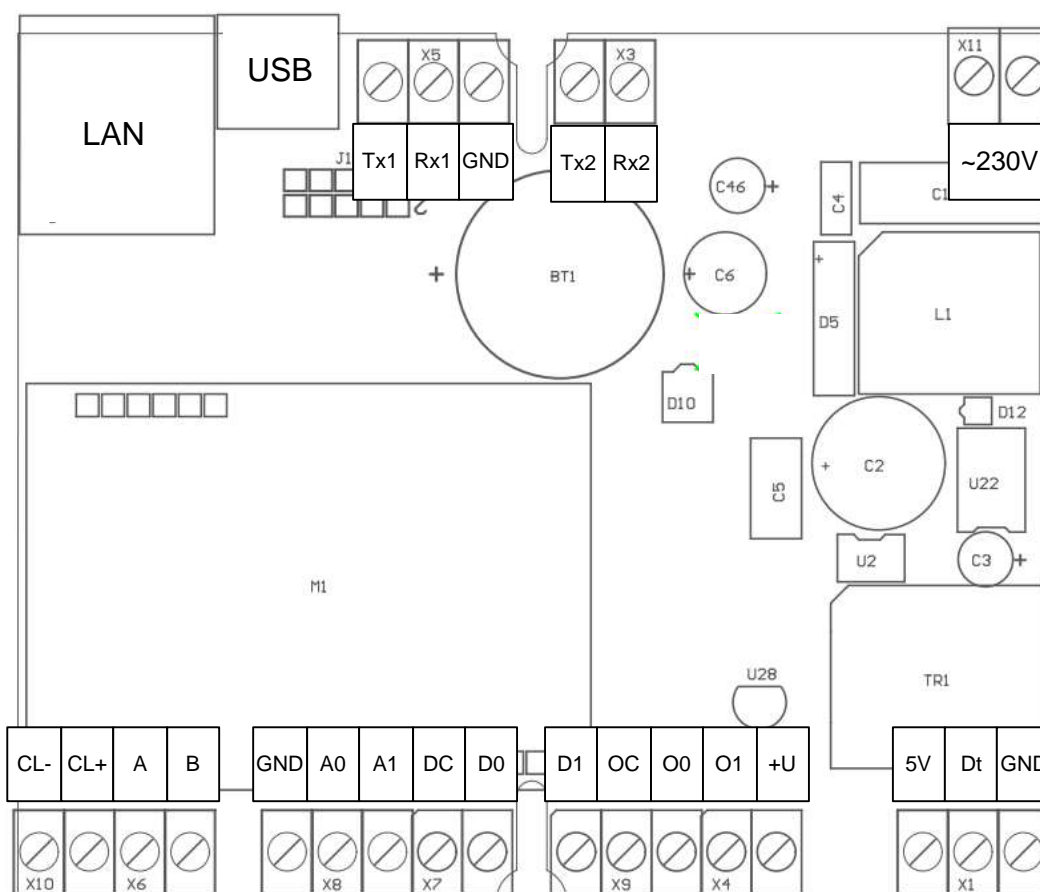 USB
LAN
X5
X3
X11
Tx1 Rx1 GND
Tx2 Rx2
~230V
J1
2
C46
C4
C1
BT1
C6
D5
L1
D10
D12
C2
C5
U22
U2
C3
M1
U28
TR1
CL- CL+ A B
GND A0 A1 DC D0
D1 OC O0 O1 +U
5V Dt GND
X10 X6 X8 X7 X9 X4 X1